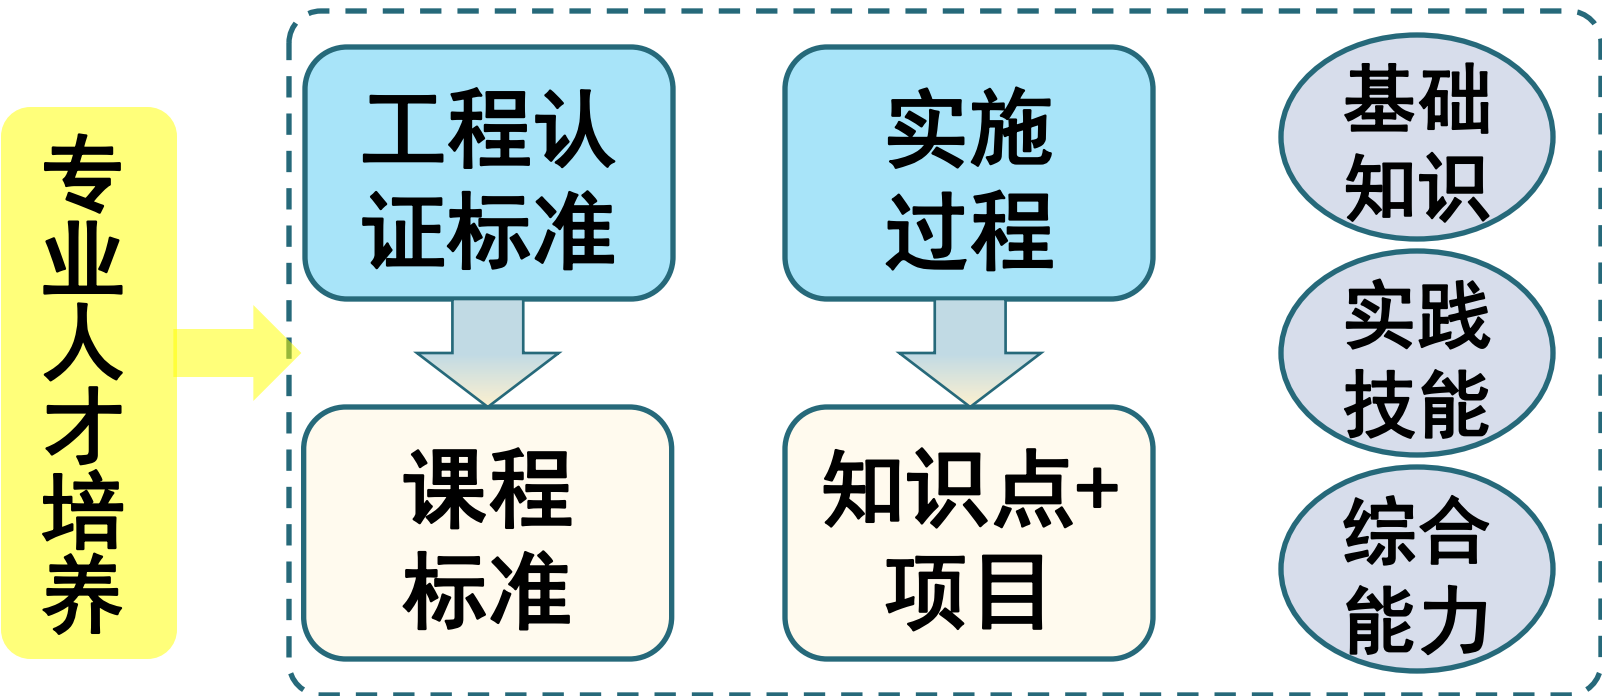 专业人才培养
工程认
证标准
课程
标准
实施
过程
知识点+
项目
基础
知识
实践
技能
综合
能力